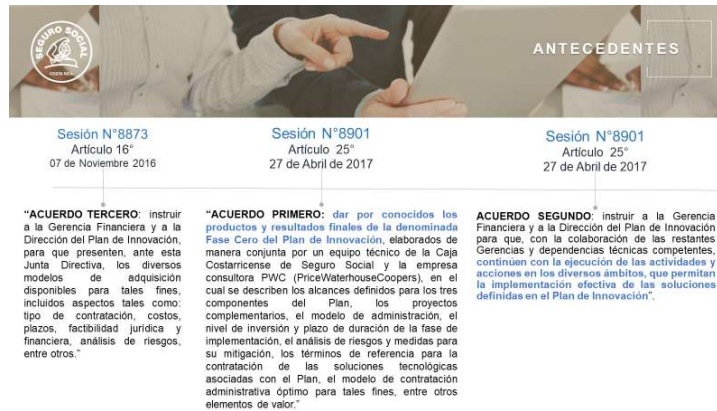 SEGURO SOCIAL
COSTA RICA
ANTECEDENTES
Sesión N°8873
Artículo 16°
07 de Noviembre 2016
"ACUERDO TERCERO: instruir
a la Gerencia Financiera y a la
Dirección del Plan de Innovación,
para que presenten, ante esta
Junta Directiva, los diversos
modelos de adquisición
disponibles para tales fines,
incluidos aspectos tales como:
tipo de contratación, costos,
plazos, factibilidad jurídica y
financiera, análisis de riesgos,
entre otros."
Sesión N°8901
Artículo 25°
27 de Abril de 2017
"ACUERDO PRIMERO: dar por conocidos los
productos y resultados finales de la denominada
Fase Cero del Plan de Innovación, elaborados de
manera conjunta por un equipo técnico de la Caja
Costarricense de Seguro Social y la empresa
consultora PWC (PriceWaterhouseCoopers), en el
cual se describen los alcances definidos para los tres
componentes del Plan, los proyectos
complementarios, el modelo de administración, el
nivel de inversión y plazo de duración de la fase de
implementación, el análisis de riesgos y medidas para
su mitigación, los términos de referencia para la
contratación de las soluciones tecnológicas
asociadas con el Plan, el modelo de contratación
administrativa óptimo para tales fines, entre otros
elementos de valor."
Sesión N°8901
Artículo 25°
27 de Abril de 2017
ACUERDO SEGUNDO: instruir a la Gerencia
Financiera y a la Dirección del Plan de Innovación
para que, con la colaboración de las restantes
Gerencias y dependencias técnicas competentes,
continúen con la ejecución de las actividades y
acciones en los diversos ámbitos, que permitan
la implementación efectiva de las soluciones
definidas en el Plan de Innovación".